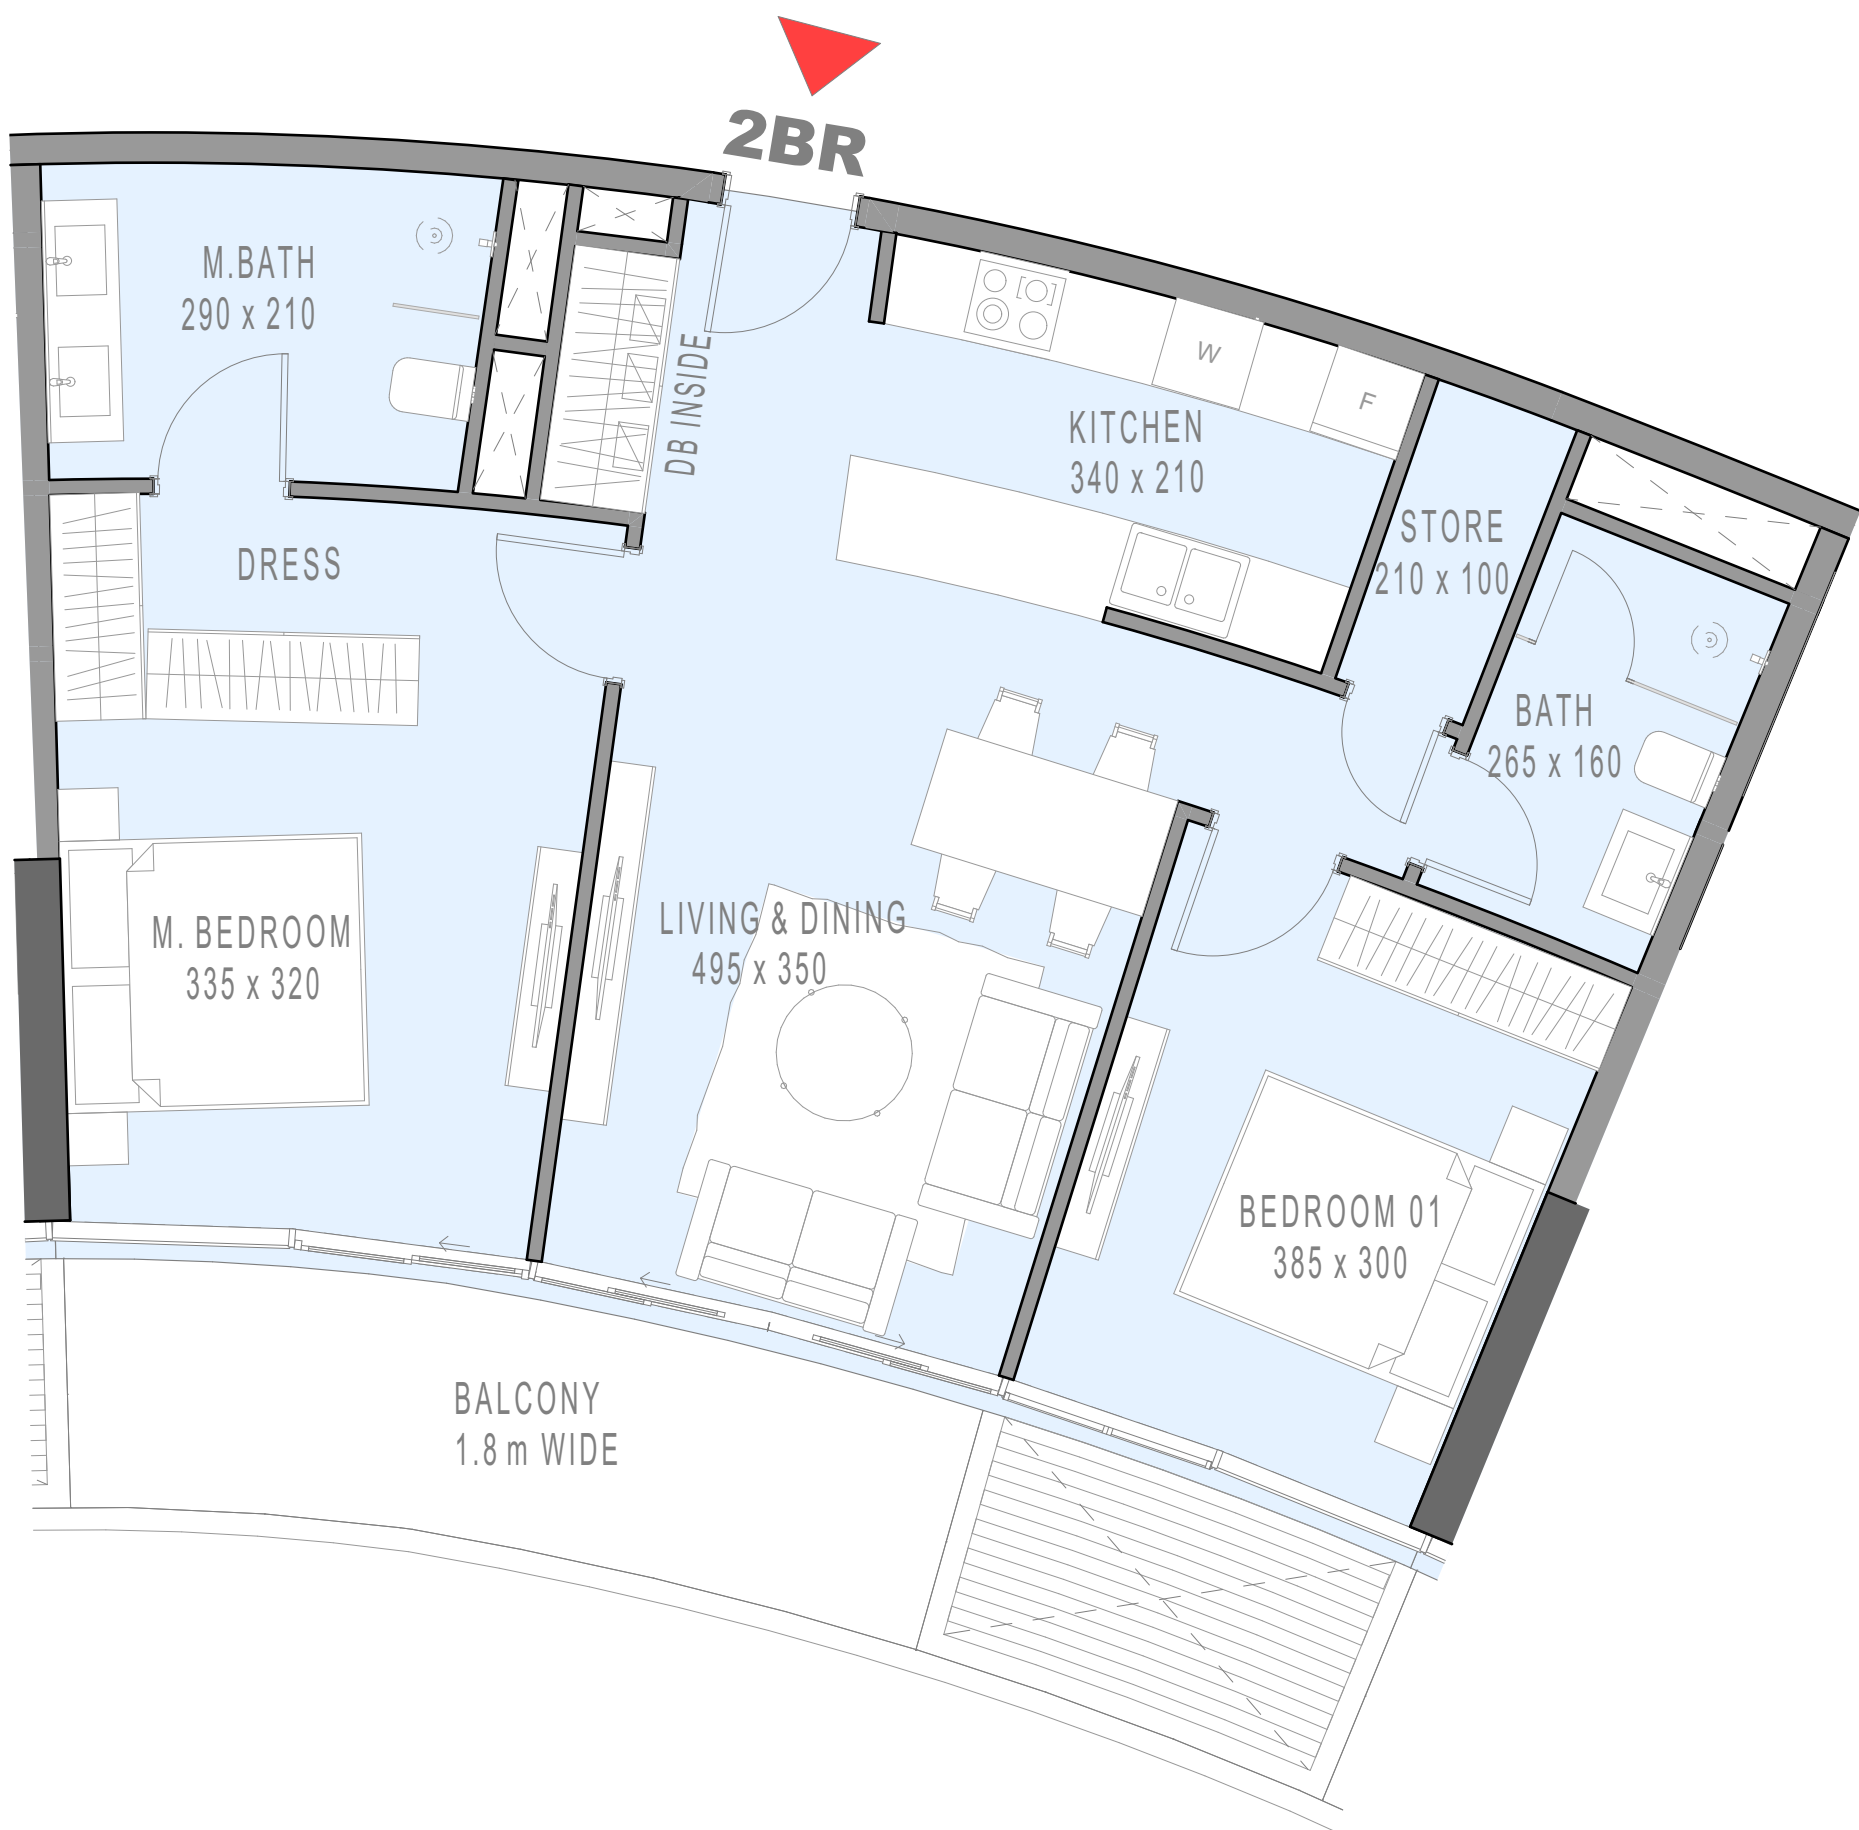 2BR
M.BATH
290 x 210
DB INSIDE
W
F
KITCHEN
340 x 210
STORE
210 x 100
DRESS
BATH
265 x 160
M. BEDROOM
335 x 320
LIVING & DINING
495 x 350
BEDROOM 01
385 x 300
BALCONY
1.8 m WIDE